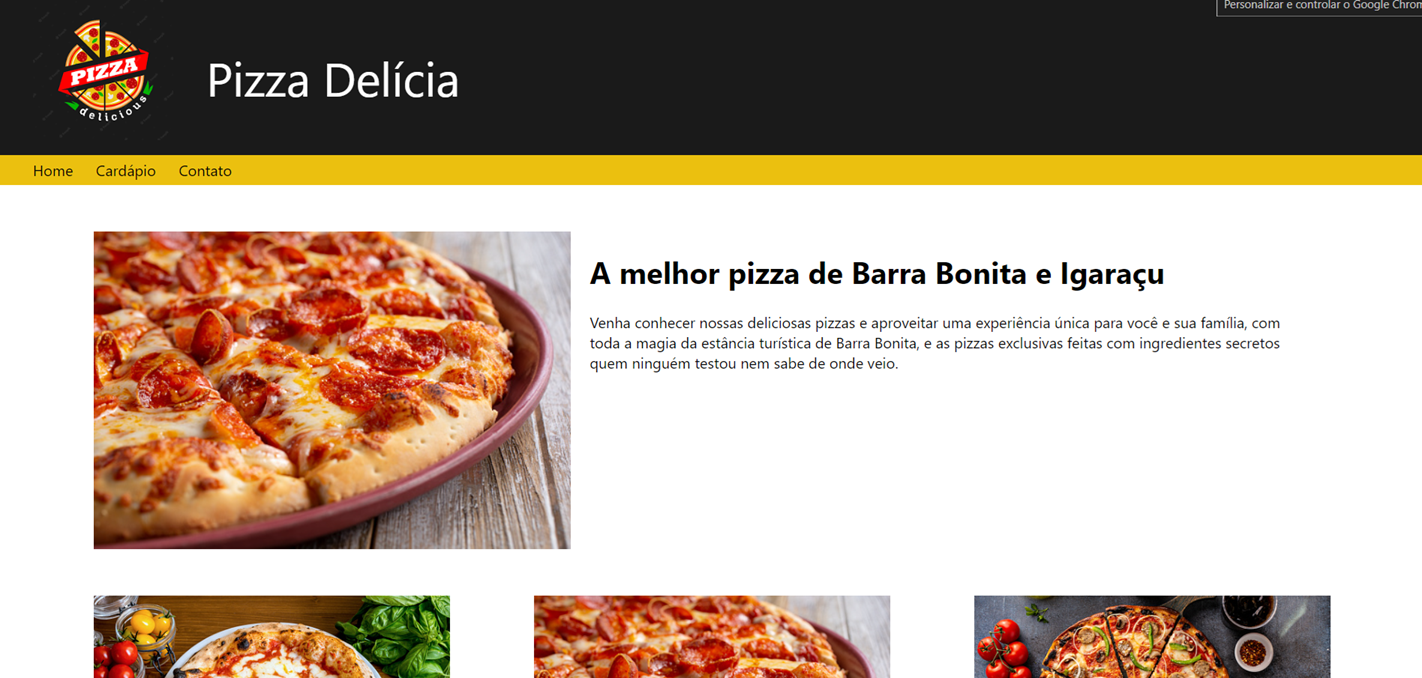 Personalizar e controlar o Google Chrom
PIZZA
delicious
Pizza Delícia
Home Cardápio Contato
A melhor pizza de Barra Bonita e Igaraçu
Venha conhecer nossas deliciosas pizzas e aproveitar uma experiência única para você e sua família, com
toda a magia da estância turística de Barra Bonita, e as pizzas exclusivas feitas com ingredientes secretos
quem ninguém testou nem sabe de onde veio.